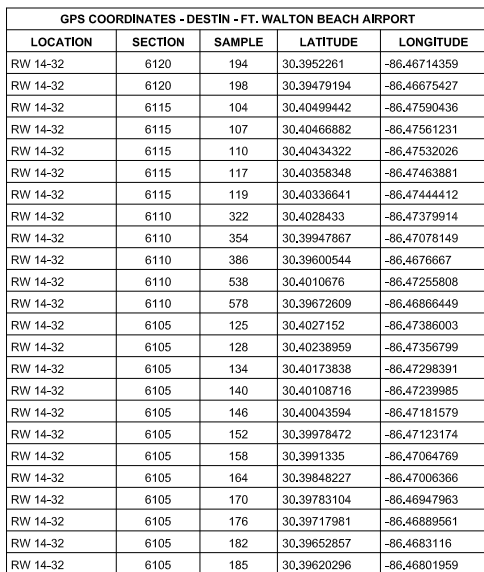 GPS COORDINATES - DESTIN - FT. WALTON BEACH AIRPORT
LOCATION SECTION SAMPLE LATITUDE LONGITUDE
RW 14-32 6120 194 30.3952261 -86.46714359
RW 14-32 6120 198 30.39479194 -86.46675427
RW 14-32 6115 104 30.40499442 -86.47590436
RW 14-32 6115 107 30.40466882 -86.47561231
RW 14-32 6115 110 30.40434322 -86.47532026
RW 14-32 6115 117 30.40358348 -86.47463881
RW 14-32 6115 119 30.40336641 -86.47444412
RW 14-32 6110 322 30.4028433 -86.47379914
RW 14-32 6110 354 30.39947867 -86.47078149
RW 14-32 6110 386 30.39600544 -86.4676667
RW 14-32 6110 538 30.4010676 -86.47255808
RW 14-32 6110 578 30.39672609 -86.46866449
RW 14-32 6105 125 30.4027152 -86.47386003
RW 14-32 6105 128 30.40238959 -86.47356799
RW 14-32 6105 134 30.40173838 -86.47298391
RW 14-32 6105 140 30.40108716 -86.47239985
RW 14-32 6105 146 30.40043594 -86.47181579
RW 14-32 6105 152 30.39978472 -86.47123174
RW 14-32 6105 158 30.3991335 -86.47064769
RW 14-32 6105 164 30.39848227 -86.47006366
RW 14-32 6105 170 30.39783104 -86.46947963
RW 14-32 6105 176 30.39717981 -86.46889561
RW 14-32 6105 182 30.39652857 -86.4683116
RW 14-32 6105 185 30.39620296 -86.46801959